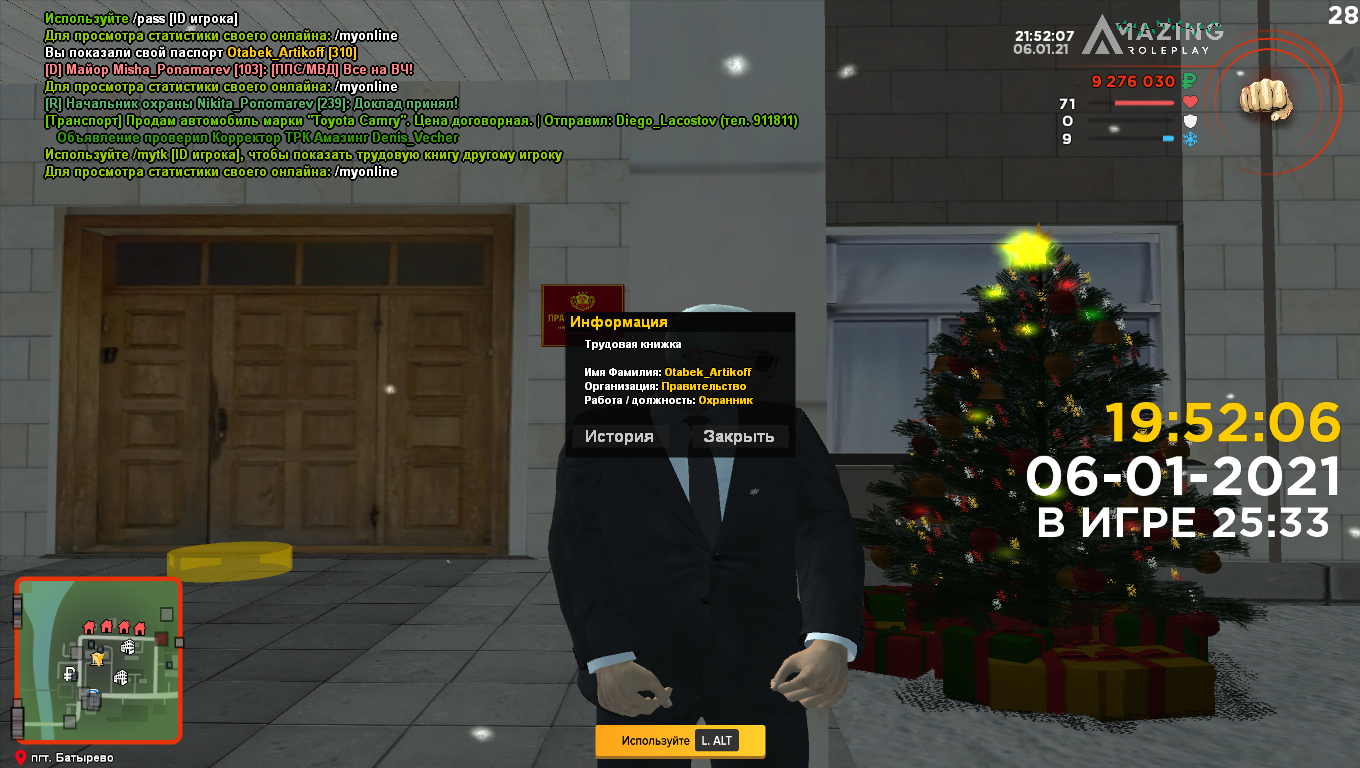 Используйте /pass [ID игрока]
Для просмотра статистики своего онлайна: /myonline
Вы показали свой паспорт Otabek_Artikoff [310]
[D] Майор Misha_Ponamarev [103]: [ППС/МВД] Все на ВЧ!
Для просмотра статистики своего онлайна: /myonline
[R] Начальник охраны Nikita_Ponomarev [239]: Доклад принял!
[Транспорт] Продам автомобиль марки "Toyota Camry". Цена договорная. | Отправил: Diego_Lacostov (тел. 911811)
Объявление проверил Корректор ТРК Амазинг Denis_Vecher
Используйте /mytk [ID игрока], чтобы показать трудовую книгу другому игроку
Для просмотра статистики своего онлайна: /myonline
28
21:52:07
06.01.21
AMAZING
ROLEPLAY
9 276 030 ₽
71
0
9
Информация
Трудовая книжка
Имя Фамилия: Otabek_Artikoff
Организация: Правительство
Работа / должность: Охранник
История Закрыть
19:52:06
06-01-2021
В ИГРЕ 25:33
₽
Используйте L. ALT
пгт. Батырево